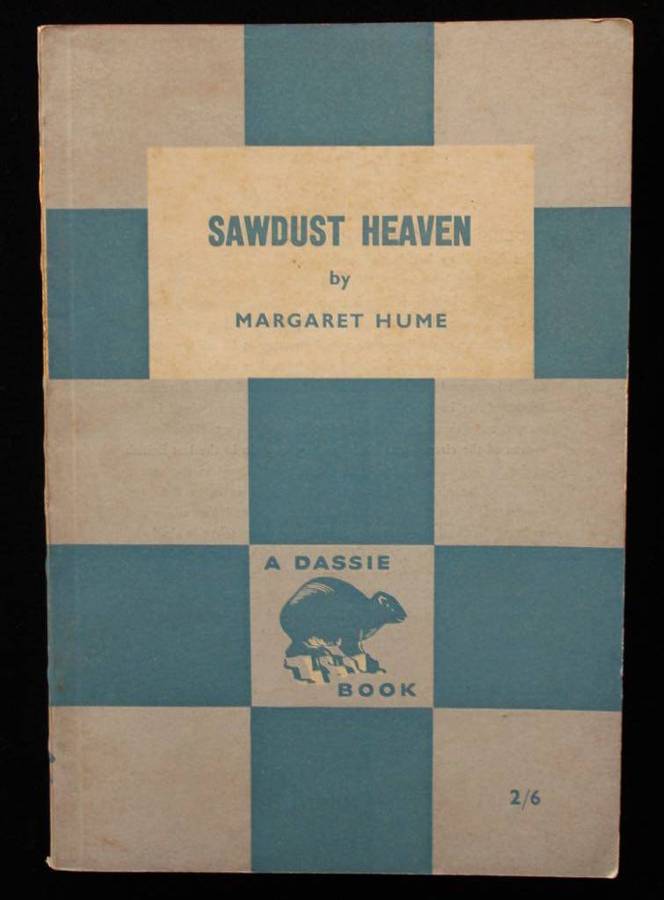 SAWDUST HEAVEN
by
MARGARET HUME
A DASSIE
BOOK
2/6